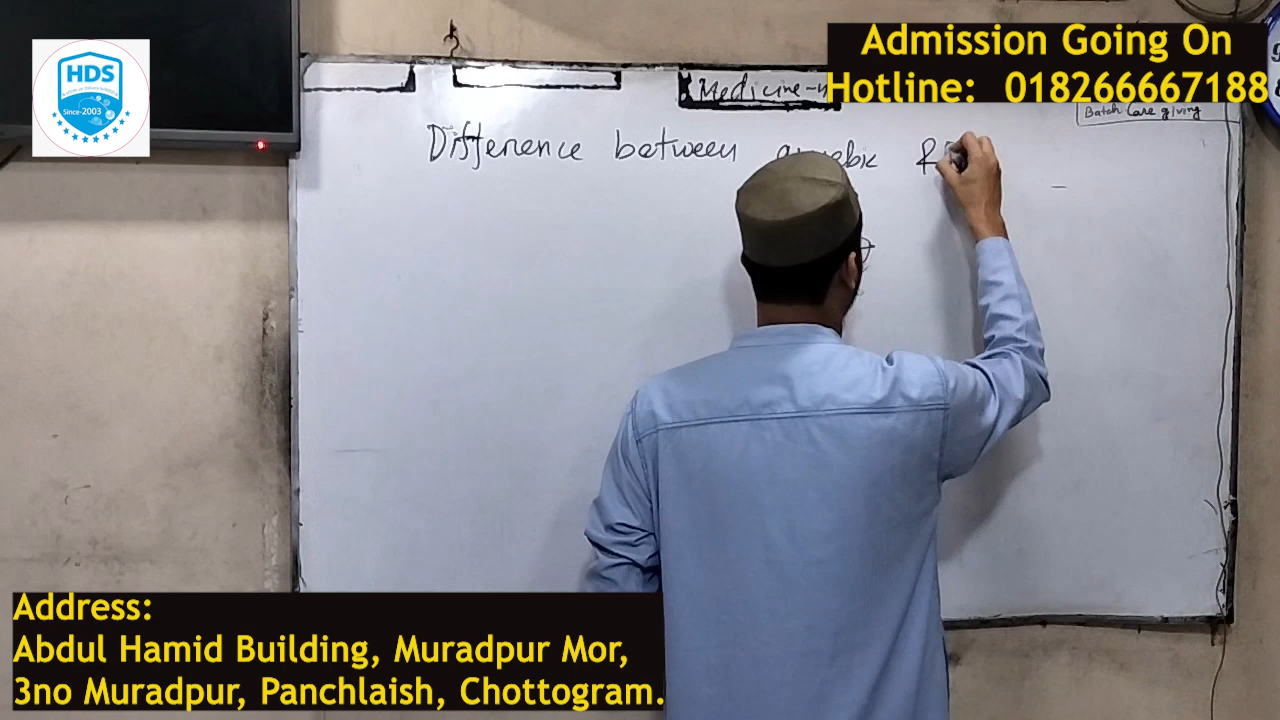 HDS
Since-2003
Admission Going On
Hotline: 018266667188
Medicine-
Batch Care giving
Difference between
Address:
Abdul Hamid Building, Muradpur Mor,
3no Muradpur, Panchlaish, Chottogram.